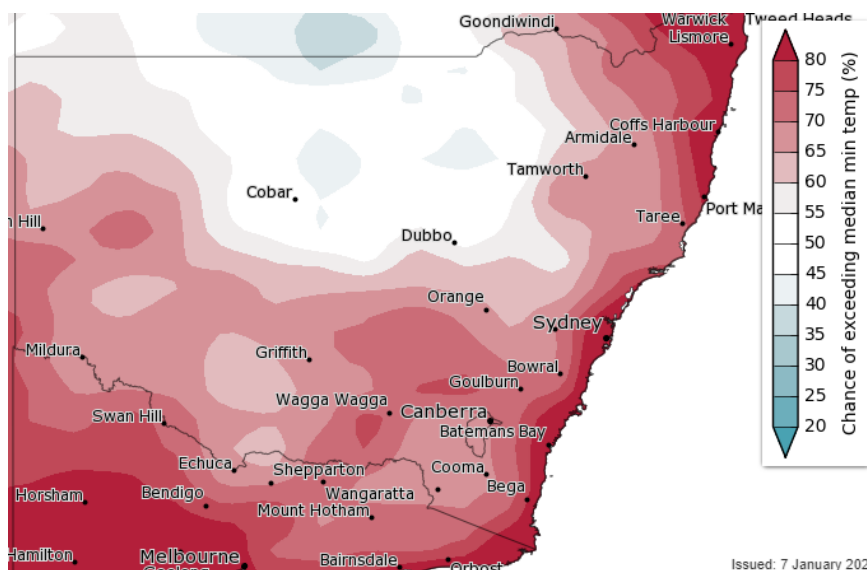 Goondiwindi
Warwick
Tweed Heads
Lismore
Coffs Harbour
Armidale
Tamworth
Cobar
Port
Taree
Hill
Dubbo
Orange
Sydney
Mildura
Griffith
Bowral
Goulburn
Wagga Wagga
Canberra
Swan Hill
Batemans Bay
Echuca
Shepparton
Cooma
Horsham
Bendigo
Wangaratta
Bega
Mount Hotham
Hamilton
Melbourne
Bairnsdale
80
75
70
65
60
55
50
45
40
35
30
25
20
Chance of exceeding median min temp (%)
Issued: 7 January